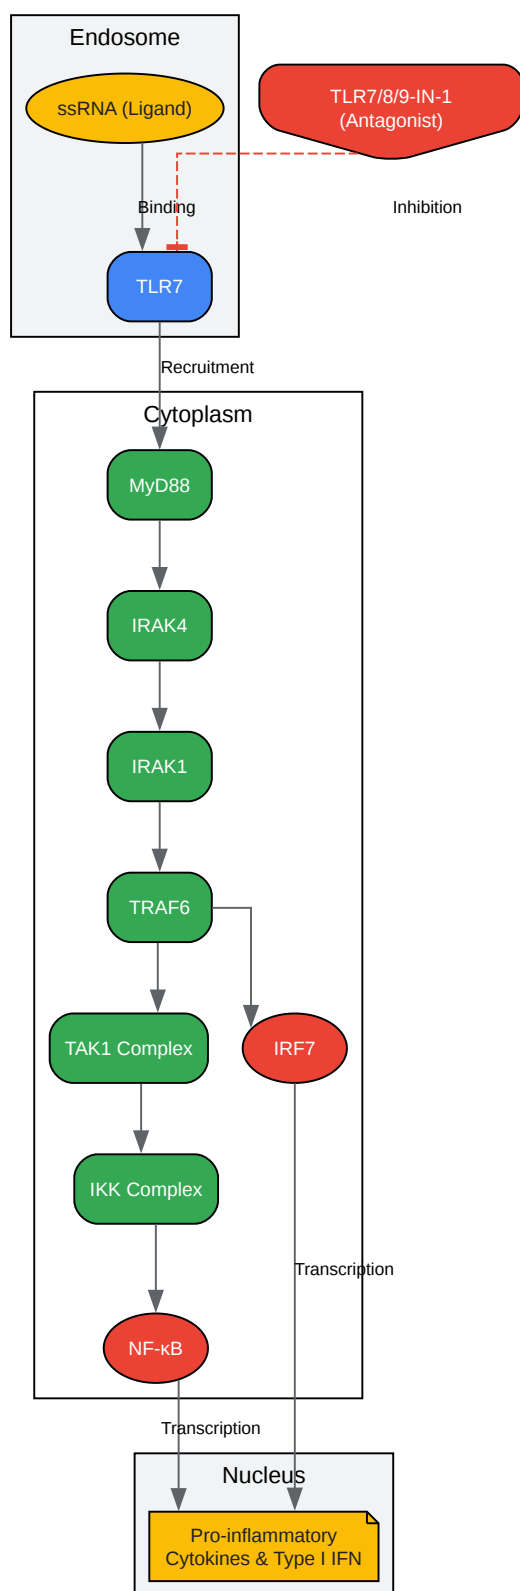 Endosome
ssRNA (Ligand)
TLR7/8/9-IN-1
(Antagonist)
Binding
Inhibition
TLR7
Recruitment
Cytoplasm
MyD88
IRAK4
IRAK1
TRAF6
TAK1 Complex
IRF7
IKK Complex
Transcription
NF-κB
Transcription
Nucleus
Pro-inflammatory
Cytokines & Type I IFN